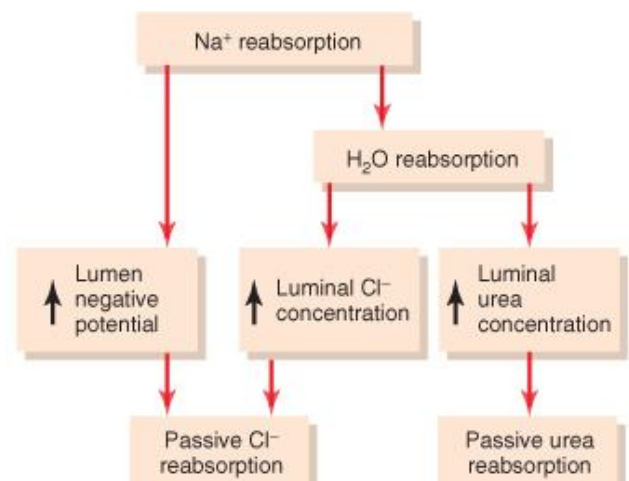 Na⁺ reabsorption
H₂O reabsorption
Lumen
negative
potential
Luminal Cl⁻
concentration
Luminal
urea
concentration
Passive Cl⁻
reabsorption
Passive urea
reabsorption